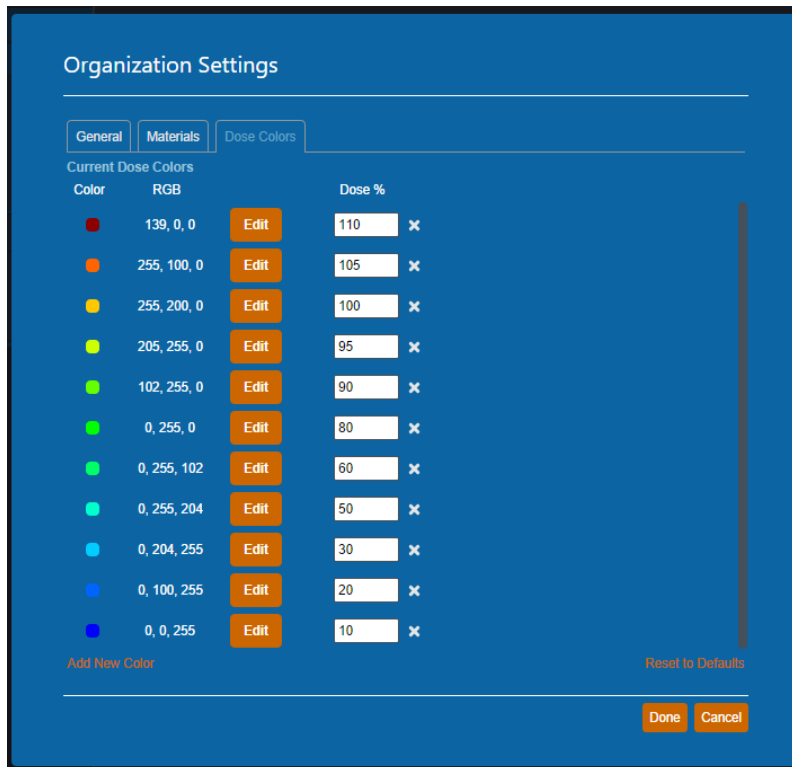 Organization Settings
General Materials Dose Colors
Current Dose Colors
Color RGB Dose %
139, 0, 0 Edit 110
255, 100, 0 Edit 105
255, 200, 0 Edit 100
205, 255, 0 Edit 95
102, 255, 0 Edit 90
0, 255, 0 Edit 80
0, 255, 102 Edit 60
0, 255, 204 Edit 50
0, 204, 255 Edit 30
0, 100, 255 Edit 20
0, 0, 255 Edit 10
Add New Color Reset to Defaults
Done Cancel